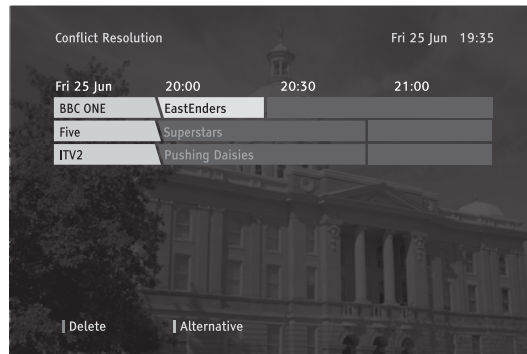 Conflict Resolution Fri 25 Jun 19:35
Fri 25 Jun 20:00 20:30 21:00
BBC ONE EastEnders
Five Superstars
ITV2 Pushing Daisies
Delete Alternative